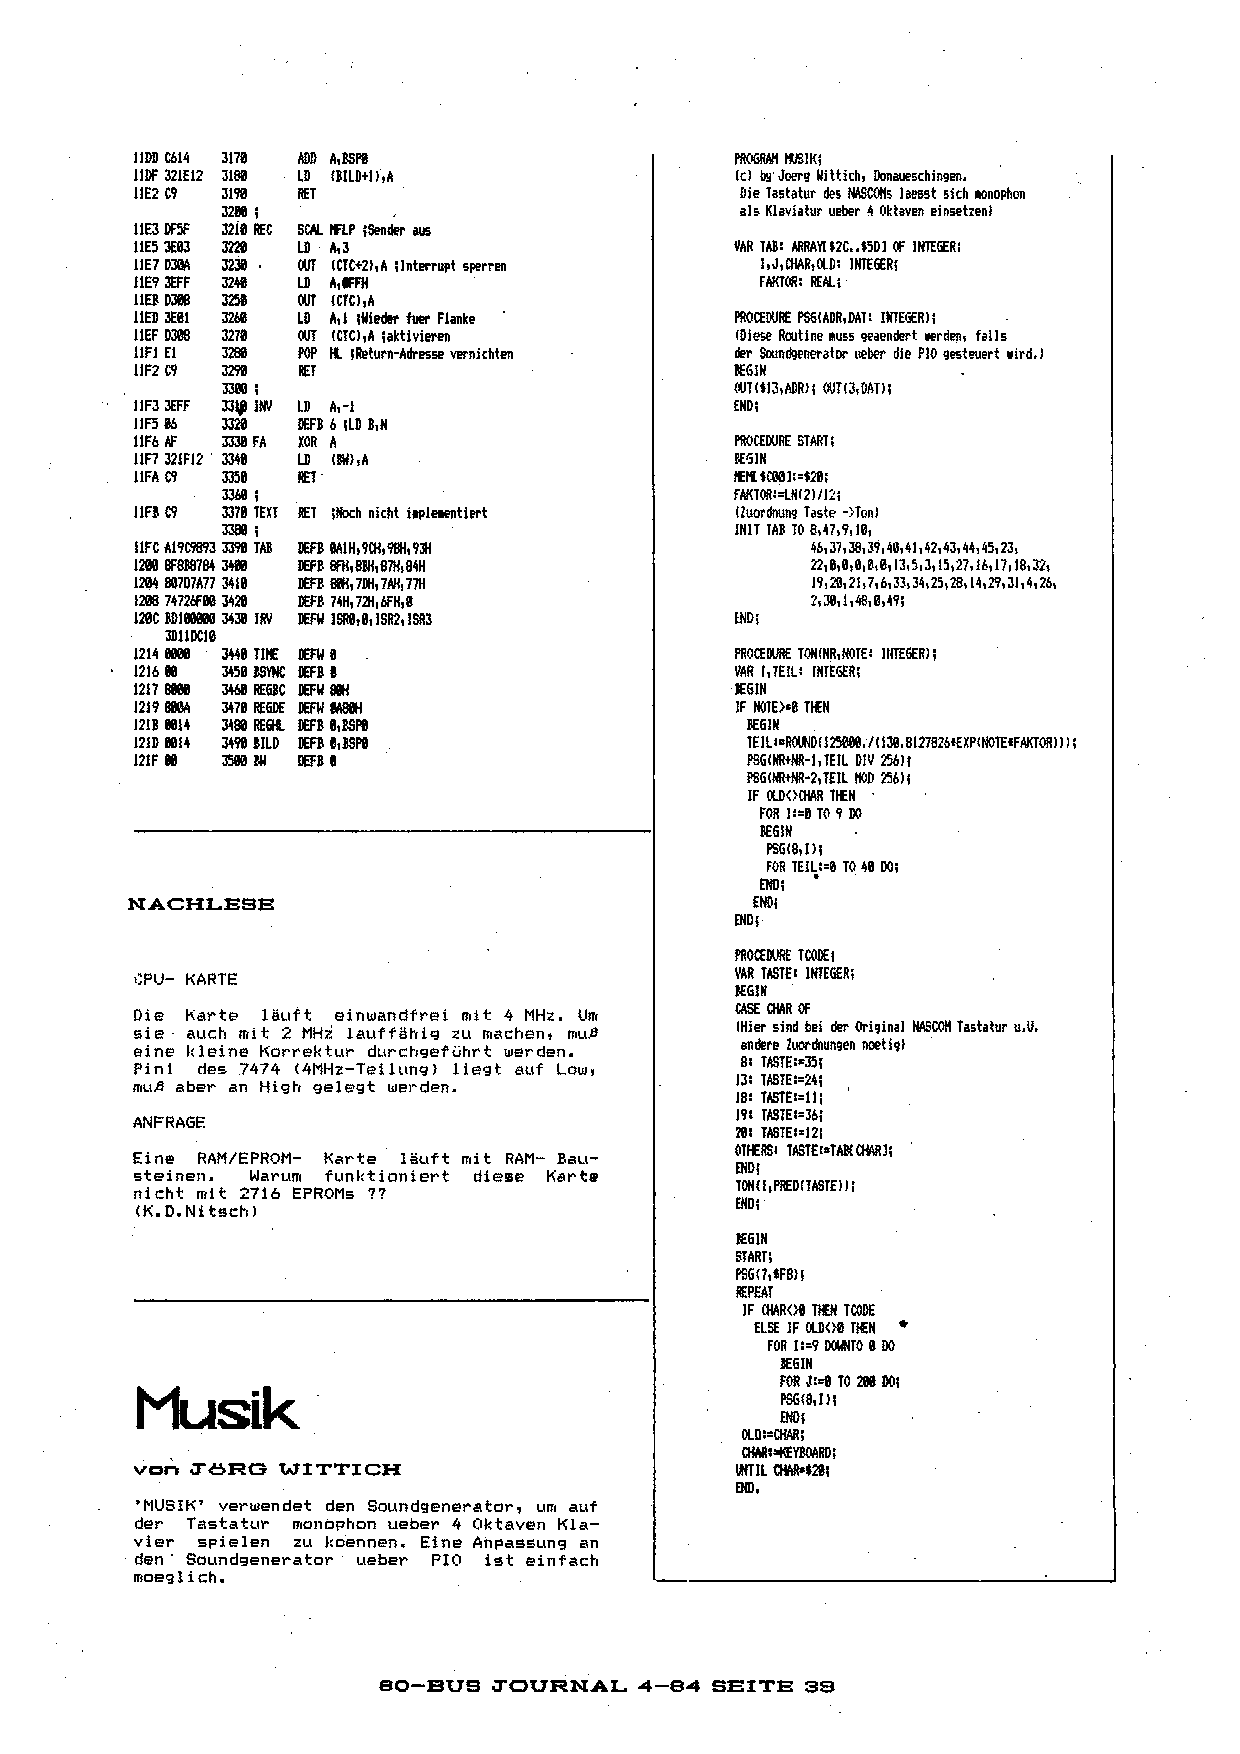 11DD C614 3170 ADD A,BSP0
11DF 321E12 3180 LD (BILD+1),A
11E2 C9 3190 RET
3200 ;
11E3 DF5F 3210 REC SCAL MFLP ;Sender aus
11E5 3E03 3220 LD A,3
11E7 D30A 3230 OUT (CTC+2),A ;Interrupt sperren
11E9 3EFF 3240 LD A,0FFH
11EB D308 3250 OUT (CTC),A
11ED 3E01 3260 LD A,1 ;Wieder fuer Flanke
11EF D308 3270 OUT (CTC),A ;aktivieren
11F1 E1 3280 POP HL ;Return-Adresse vernichten
11F2 C9 3290 RET
3300 ;
11F3 3EFF 3310 INV LD A,-1
11F5 06 3320 DEFB 6 ;LD B,N
11F6 AF 3330 FA XOR A
11F7 321F12 3340 LD (BW),A
11FA C9 3350 RET
3360 ;
11FB C9 3370 TEXT RET ;Noch nicht implementiert
3380 ;
11FC A19C9893 3390 TAB DEFB 0A1H,9CH,98H,93H
1200 8F8B8784 3400 DEFB 8FH,8BH,87H,84H
1204 807D7A77 3410 DEFB 80H,7DH,7AH,77H
1208 74726F00 3420 DEFB 74H,72H,6FH,0
120C BD100000 3430 IRV DEFW ISR0,0,ISR2,ISR3
3D11DC10
1214 0000 3440 TIME DEFW 0
1216 00 3450 BSYNC DEFB 0
1217 8000 3460 REGBC DEFW 80H
1219 800A 3470 REGDE DEFW 0A80H
121B 0014 3480 REGHL DEFB 0,BSP0
121D 0014 3490 BILD DEFB 0,BSP0
121F 00 3500 BW DEFB 0
NACHLESE
CPU- KARTE
Die Karte läuft einwandfrei mit 4 MHz. Um
sie auch mit 2 MHz lauffähig zu machen, muß
eine kleine Korrektur durchgeführt werden.
Pin1 des 7474 (4MHz-Teilung) liegt auf Low,
muß aber an High gelegt werden.
ANFRAGE
Eine RAM/EPROM- Karte läuft mit RAM- Bau-
steinen. Warum funktioniert diese Karte
nicht mit 2716 EPROMs ??
(K.D.Nitsch)
Musik
von JÖRG WITTICH
'MUSIK' verwendet den Soundgenerator, um auf
der Tastatur monophon ueber 4 Oktaven Kla-
vier spielen zu koennen. Eine Anpassung an
den Soundgenerator ueber PIO ist einfach
moeglich.
PROGRAM MUSIK;
{c) by Joerg Wittich, Donaueschingen.
Die Tastatur des NASCOMs laesst sich monophon
als Klaviatur ueber 4 Oktaven einsetzen}
VAR TAB: ARRAY[$2C..$5D] OF INTEGER;
I,J,CHAR,OLD: INTEGER;
FAKTOR: REAL;
PROCEDURE PSG(ADR,DAT: INTEGER);
{Diese Routine muss geaendert werden, falls
der Soundgenerator ueber die PIO gesteuert wird.}
BEGIN
OUT($13,ADR); OUT(3,DAT);
END;
PROCEDURE START;
BEGIN
MEM[$C00]:=$20;
FAKTOR:=LN(2)/12;
{Zuordnung Taste ->Ton}
INIT TAB TO 8,47,9,10,
46,37,38,39,40,41,42,43,44,45,23,
22,0,0,0,0,0,13,5,3,15,27,16,17,18,32,
19,20,21,7,6,33,34,25,28,14,29,31,4,26,
2,30,1,48,0,49;
END;
PROCEDURE TON(NR,NOTE: INTEGER);
VAR I,TEIL: INTEGER;
BEGIN
IF NOTE>=0 THEN
BEGIN
TEIL:=ROUND(125000./(130.8127826*EXP(NOTE*FAKTOR)));
PSG(NR+NR-1,TEIL DIV 256);
PSG(NR+NR-2,TEIL MOD 256);
IF OLD<>CHAR THEN
FOR I:=0 TO 9 DO
BEGIN
PSG(8,I);
FOR TEIL:=0 TO 40 DO;
END;
END;
END;
PROCEDURE TCODE;
VAR TASTE: INTEGER;
BEGIN
CASE CHAR OF
{Hier sind bei der Original NASCOM Tastatur u.U.
andere Zuordnungen noetig}
8: TASTE:=35;
13: TASTE:=24;
18: TASTE:=11;
19: TASTE:=36;
20: TASTE:=12;
OTHERS: TASTE:=TAB[CHAR];
END;
TON(1,PRED(TASTE));
END;
BEGIN
START;
PSG(7,$F8);
REPEAT
IF CHAR<>0 THEN TCODE
ELSE IF OLD<>0 THEN
FOR I:=9 DOWNTO 0 DO
BEGIN
FOR J:=0 TO 200 DO;
PSG(8,I);
END;
OLD:=CHAR;
CHAR:=KEYBOARD;
UNTIL CHAR=$20;
END.
80-BUS JOURNAL 4-84 SEITE 39